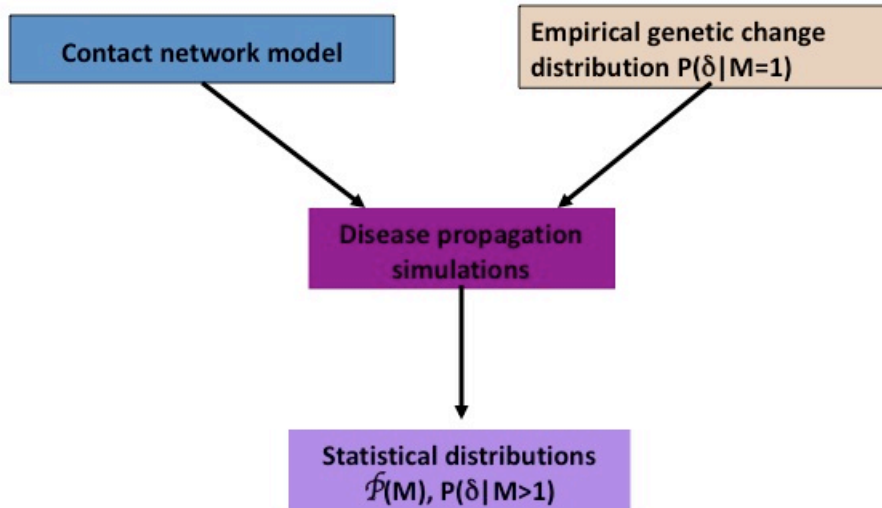 Contact network model
Empirical genetic change
distribution P(δ|M=1)
Disease propagation
simulations
Statistical distributions
𝒫̂(M), P(δ|M>1)